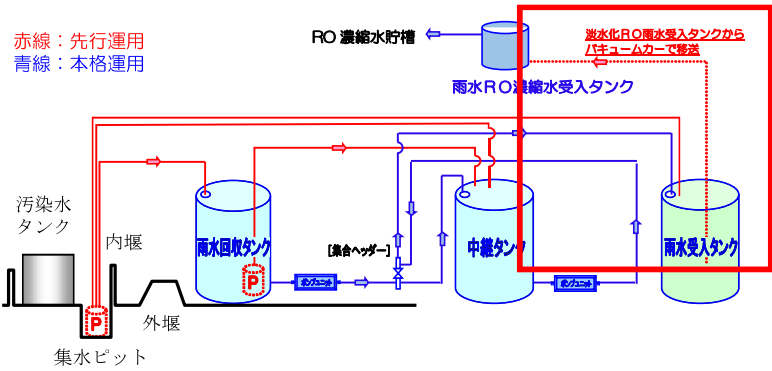 赤線：先行運用
青線：本格運用
RO 濃縮水貯槽
淡水化ＲＯ雨水受入タンクから
バキュームカーで移送
雨水ＲＯ濃縮水受入タンク
汚染水
タンク
内堰
雨水回収タンク
[集合ヘッダー]
中継タンク
雨水受入タンク
P
ポンプユニット
ポンプユニット
P
外堰
集水ピット